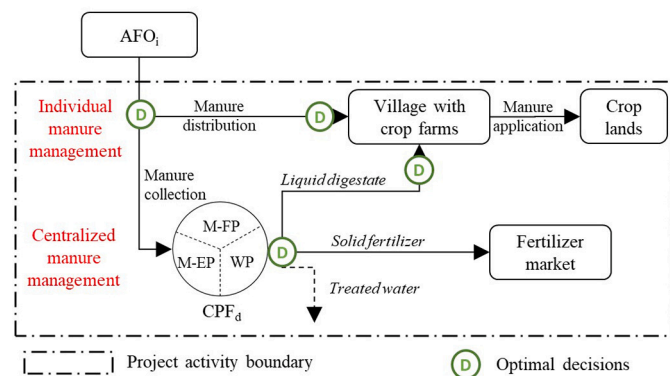 AFOi
Individual
manure
management
D
Manure
distribution
D
Village with
crop farms
Manure
application
Crop
lands
Manure
collection
Liquid digestate
D
Centralized
manure
management
M-FP
M-EP
WP
CPFd
D
Solid fertilizer
Treated water
Fertilizer
market
Project activity boundary
D
Optimal decisions